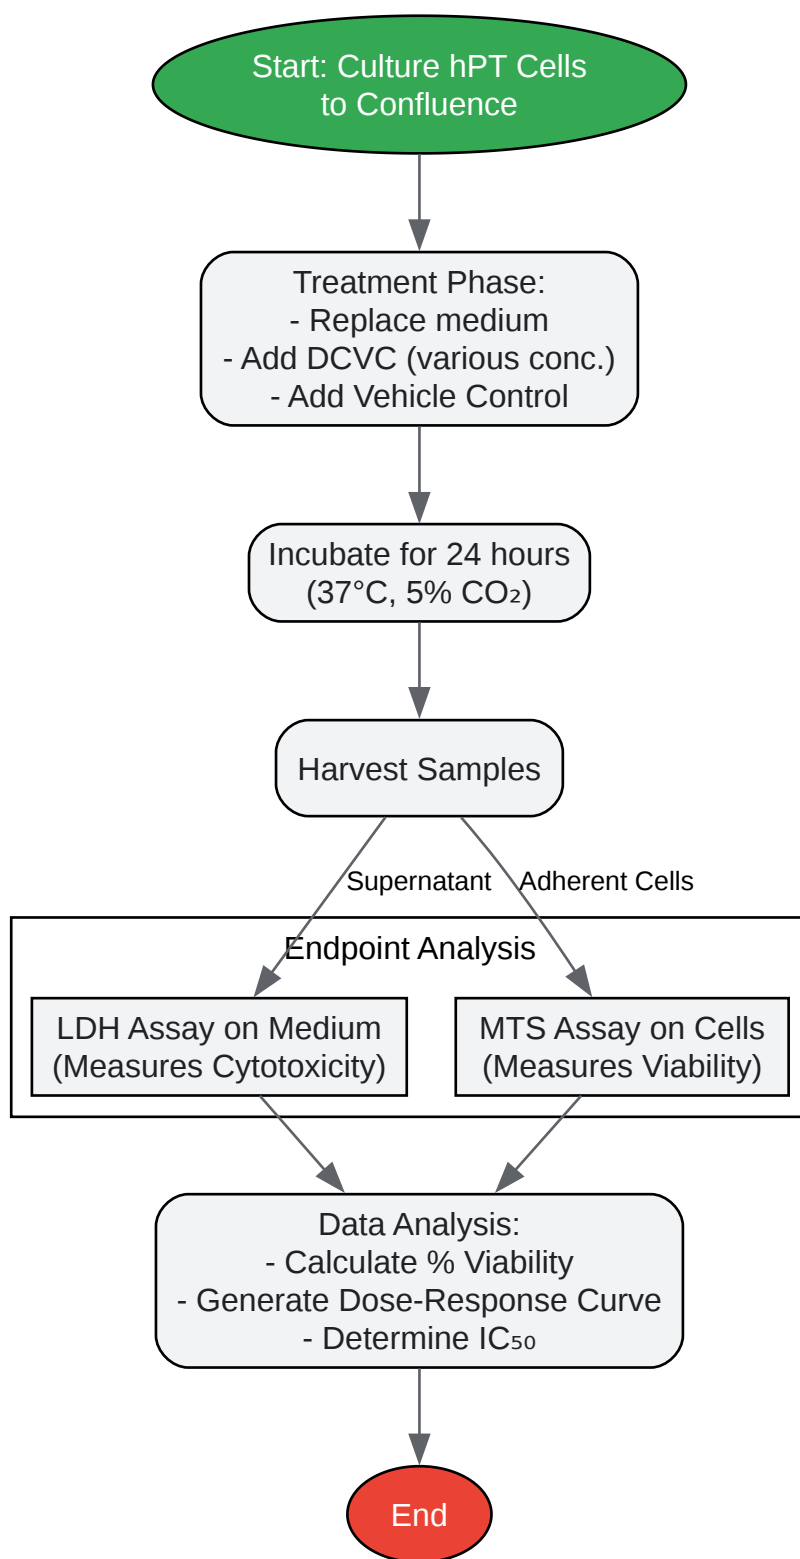 Start: Culture hPT Cells
to Confluence
Treatment Phase:
- Replace medium
- Add DCVC (various conc.)
- Add Vehicle Control
Incubate for 24 hours
(37°C, 5% CO₂)
Harvest Samples
Supernatant
Adherent Cells
Endpoint Analysis
LDH Assay on Medium
(Measures Cytotoxicity)
MTS Assay on Cells
(Measures Viability)
Data Analysis:
- Calculate % Viability
- Generate Dose-Response Curve
- Determine IC₅₀
End